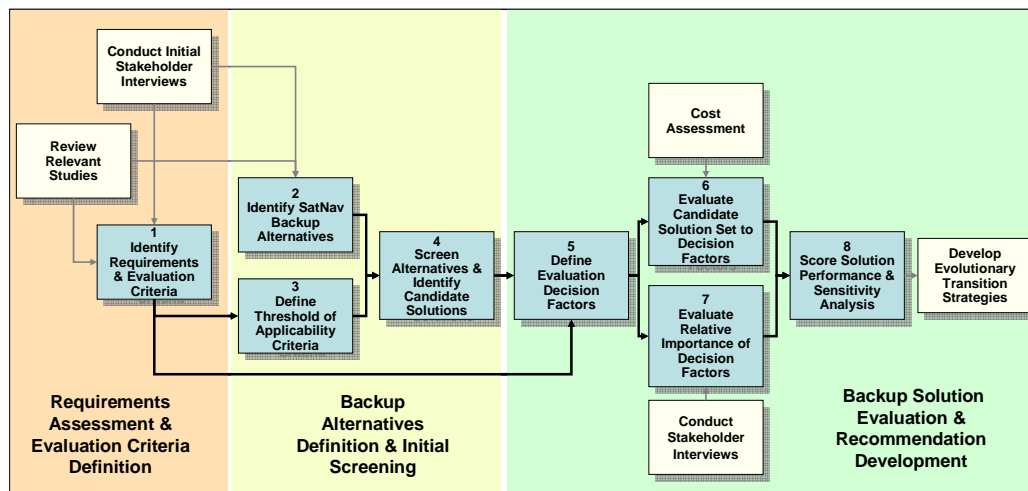 Conduct Initial
Stakeholder
Interviews
Review
Relevant
Studies
1
Identify
Requirements
& Evaluation
Criteria
Requirements
Assessment &
Evaluation Criteria
Definition
2
Identify SatNav
Backup
Alternatives
3
Define
Threshold of
Applicability
Criteria
4
Screen
Alternatives &
Identify
Candidate
Solutions
Backup
Alternatives
Definition & Initial
Screening
5
Define
Evaluation
Decision
Factors
Cost
Assessment
6
Evaluate
Candidate
Solution Set to
Decision
Factors
7
Evaluate
Relative
Importance of
Decision
Factors
Conduct
Stakeholder
Interviews
8
Score Solution
Performance &
Sensitivity
Analysis
Develop
Evolutionary
Transition
Strategies
Backup Solution
Evaluation &
Recommendation
Development